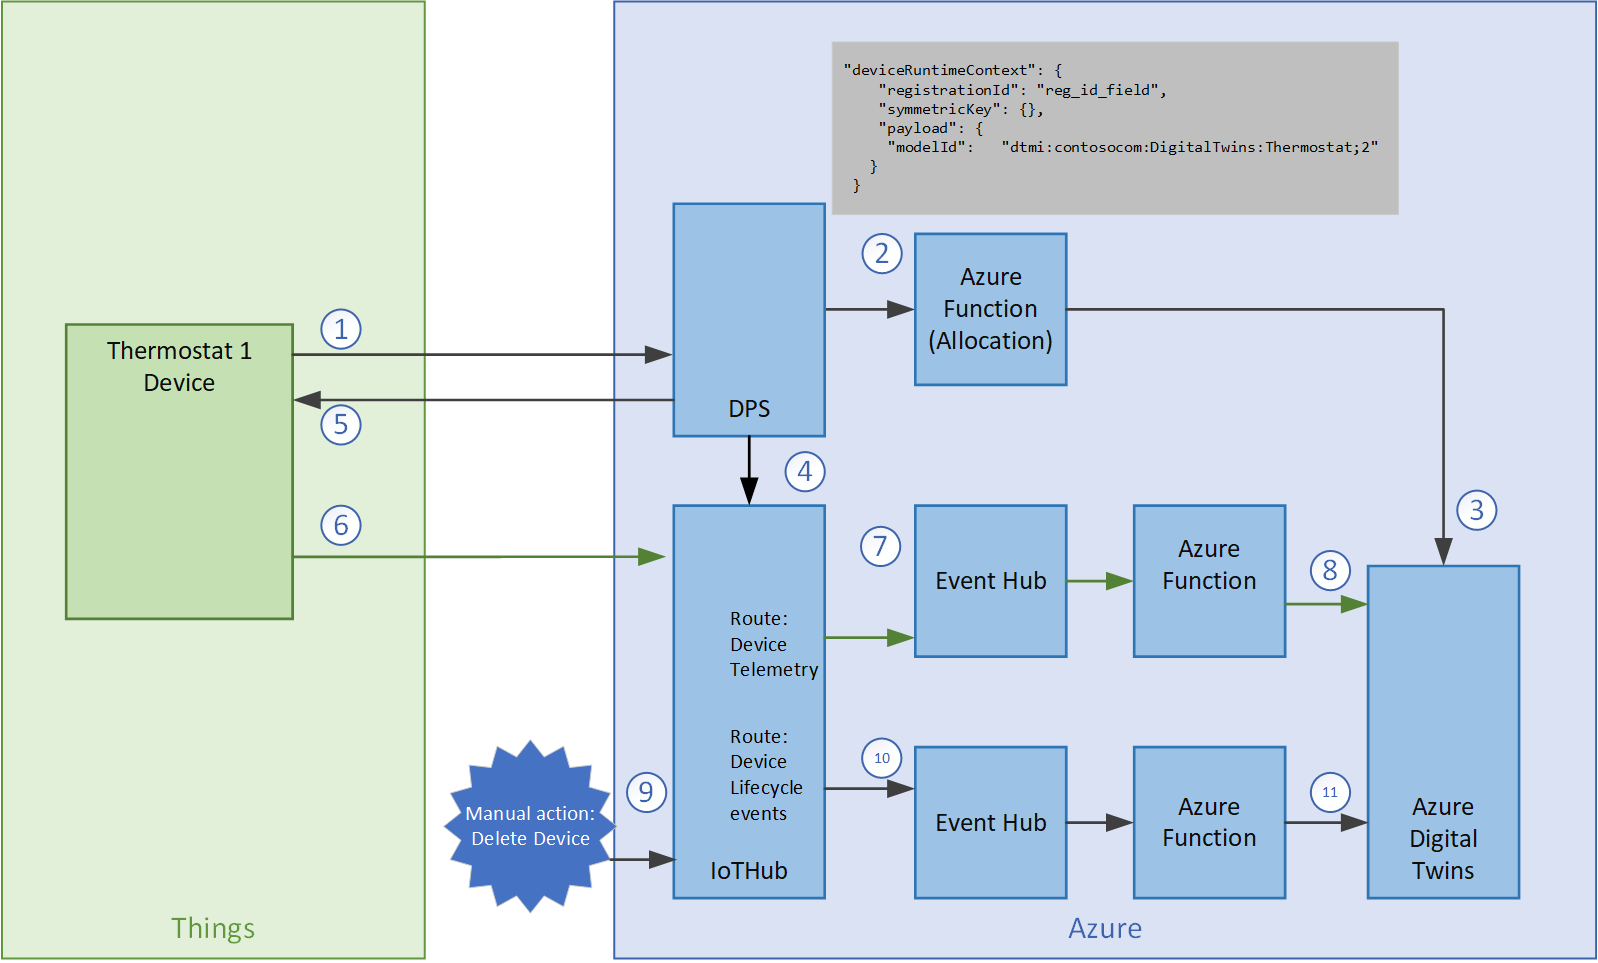 "deviceRuntimeContext": {
"registrationId": "reg_id_field",
"symmetricKey": {},
"payload": {
"modelId": "dtmi:contosocom:DigitalTwins:Thermostat;2"
}
}
2
Azure
Function
(Allocation)
1
Thermostat 1
Device
5
DPS
4
3
6
7
Event Hub
Azure
Function
8
Route:
Device
Telemetry
Route:
Device
Lifecycle
events
IoTHub
Manual action:
Delete Device
9
10
Event Hub
Azure
Function
11
Azure
Digital
Twins
Things
Azure